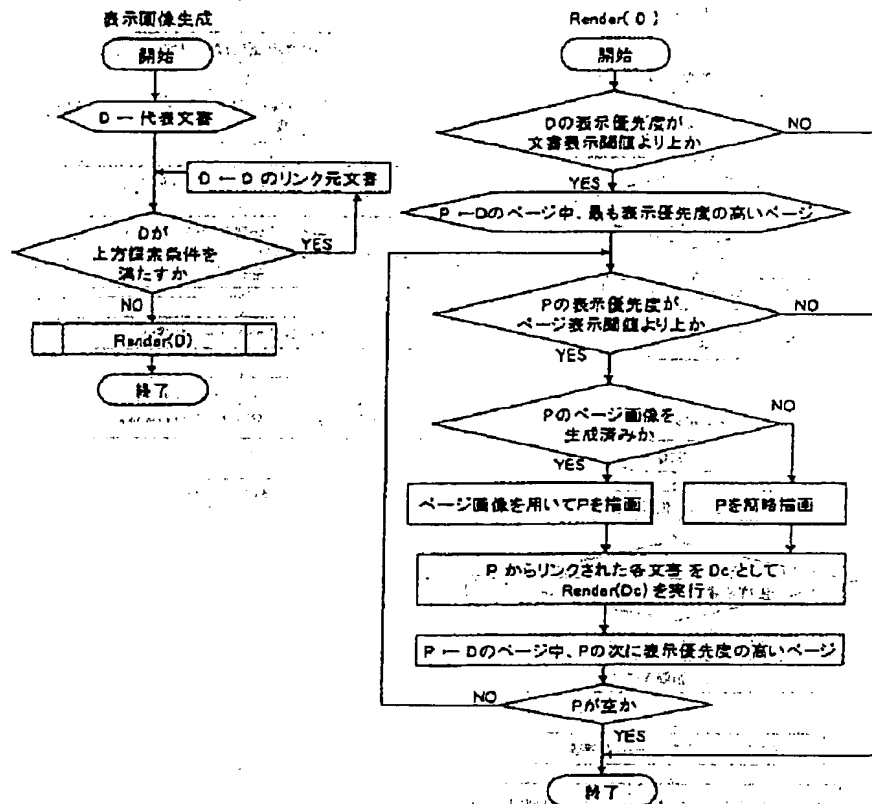 表示画像生成
開始
D ← 代表文書
D ← D のリンク元文書
Dが
上方探索条件を
満たすか
YES
NO
Render(D)
終了
Render( D )
開始
Dの表示優先度が
文書表示閾値より上か
NO
YES
P ←Dのページ中、最も表示優先度の高いページ
Pの表示優先度が
ページ表示閾値より上か
NO
YES
Pのページ画像を
生成済みか
NO
YES
ページ画像を用いてPを描画
Pを簡略描画
P からリンクされた各文書 を Dc として
Render(Dc) を実行
P ← Dのページ中、Pの次に表示優先度の高いページ
NO
Pが空か
YES
終了